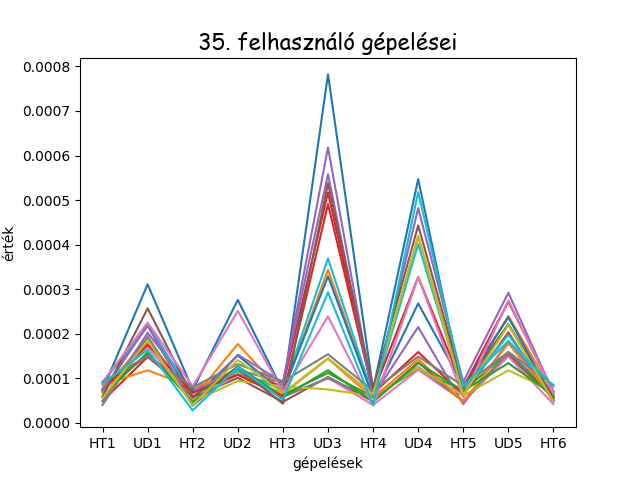 35. felhasználó gépelései
0.0008
0.0007
0.0006
0.0005
0.0004
0.0003
0.0002
0.0001
0.0000
érték
HT1 UD1 HT2 UD2 HT3 UD3 HT4 UD4 HT5 UD5 HT6
gépelések